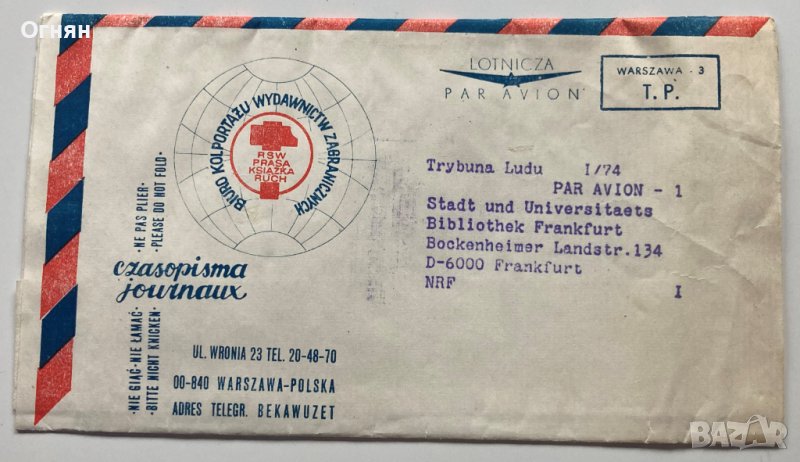 Огнян
LOTNICZA
PAR AVION
WARSZAWA - 3
T. P.
BIURO KOLPORTAŻU WYDAWNICTW ZAGRANICZNYCH
RSW
PRASA
KSIĄŻKA
RUCH
·NE PAS PLIER·
·PLEASE DO NOT FOLD·
czasopisma
journaux
·NIE GIĄĆ·NIE ŁAMAĆ·
·BITTE NICHT KNICKEN·
UL. WRONIA 23 TEL. 20-48-70
00-840 WARSZAWA-POLSKA
ADRES TELEGR. BEKAWUZET
Trybuna Ludu I/74
PAR AVION - 1
Stadt und Universitaets
Bibliothek Frankfurt
Bockenheimer Landstr.134
D-6000 Frankfurt
NRF I
BAZAR